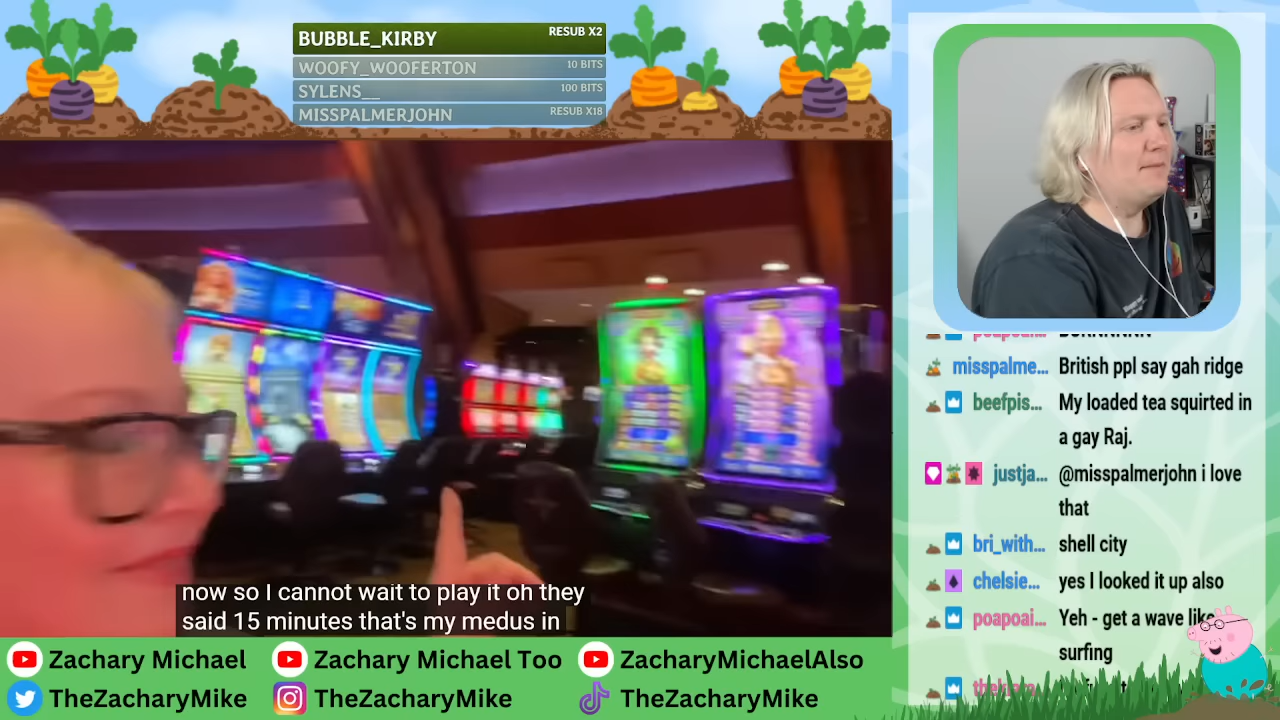 BUBBLE_KIRBY RESUB X2
WOOFY_WOOFERTON 10 BITS
SYLENS__ 100 BITS
MISSPALMERJOHN RESUB X18
misspalme... British ppl say gah ridge
beefpis... My loaded tea squirted in
a gay Raj.
justja... @misspalmerjohn i love
that
bri_with... shell city
chelsie... yes I looked it up also
poapoai... Yeh - get a wave like
surfing
now so I cannot wait to play it oh they
said 15 minutes that's my medus in
Zachary Michael
Zachary Michael Too
ZacharyMichaelAlso
TheZacharyMike
TheZacharyMike
TheZacharyMike